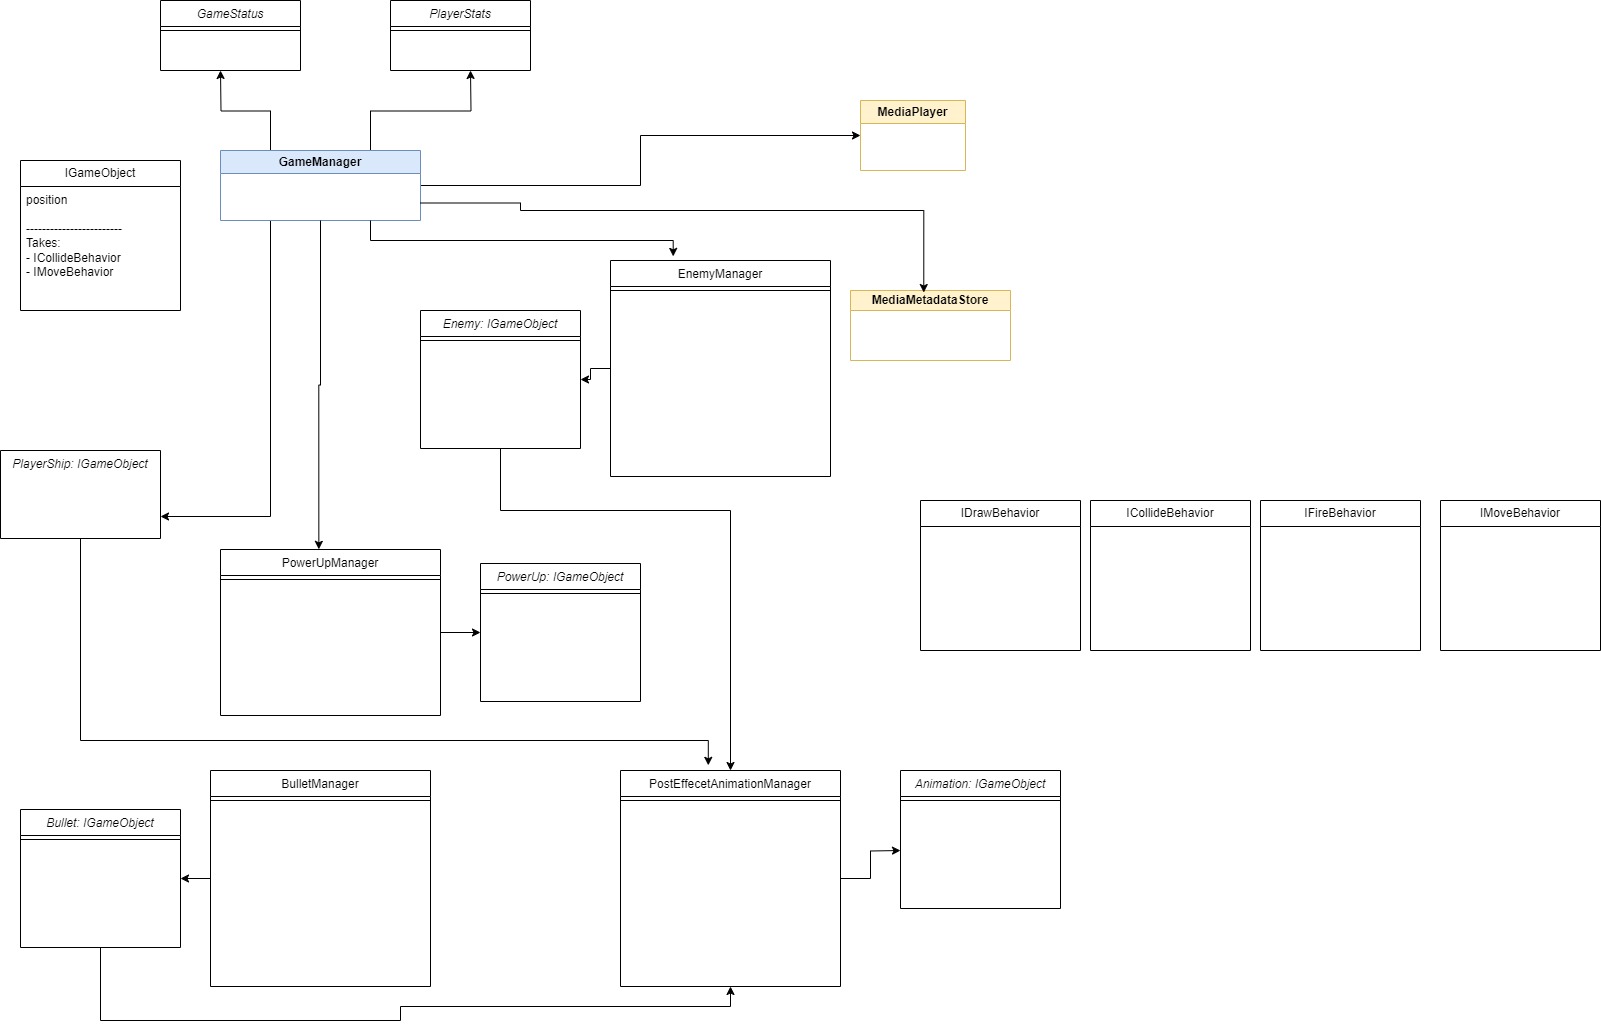 GameStatus
PlayerStats
MediaPlayer
GameManager
IGameObject
position
------------------------
Takes:
- ICollideBehavior
- IMoveBehavior
EnemyManager
MediaMetadataStore
Enemy: IGameObject
PlayerShip: IGameObject
IDrawBehavior
ICollideBehavior
IFireBehavior
IMoveBehavior
PowerUpManager
PowerUp: IGameObject
BulletManager
PostEffecetAnimationManager
Animation: IGameObject
Bullet: IGameObject